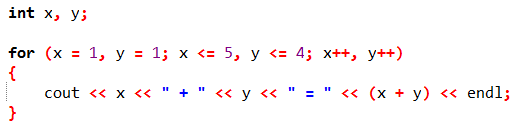 int x, y;
for (x = 1, y = 1; x <= 5, y <= 4; x++, y++)
{
cout << x << " + " << y << " = " << (x + y) << endl;
}